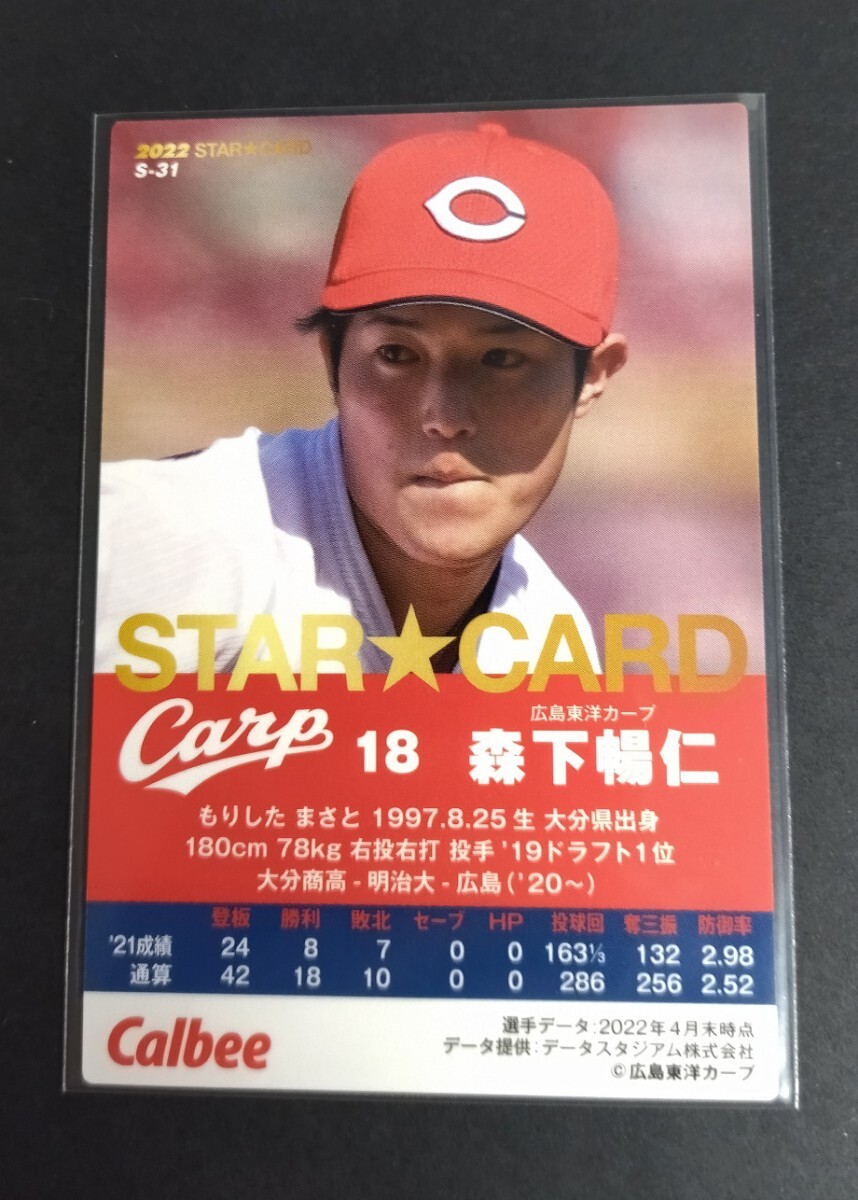 2022 STAR★CARD
S-31
STAR★CARD
広島東洋カープ
Carp 18 森下暢仁
もりした まさと 1997.8.25生 大分県出身
180cm 78kg 右投右打 投手 '19ドラフト1位
大分商高-明治大-広島('20～)
登板 勝利 敗北 セーブ HP 投球回 奪三振 防御率
'21成績 24 8 7 0 0 163⅓ 132 2.98
通算 42 18 10 0 0 286 256 2.52
Calbee
選手データ:2022年4月末時点
データ提供:データスタジアム株式会社
©広島東洋カープ